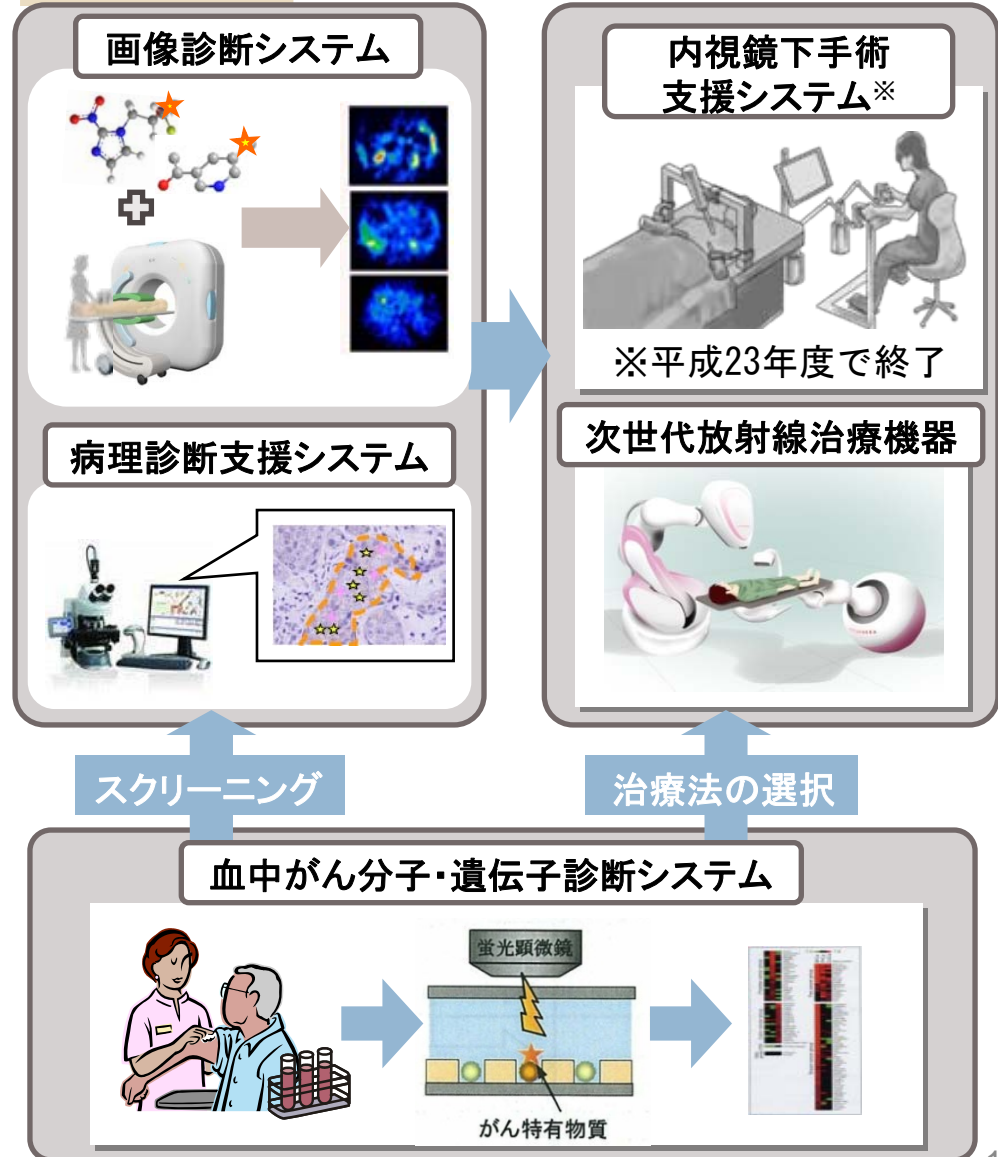 画像診断システム
病理診断支援システム
内視鏡下手術
支援システム※
※平成23年度で終了
次世代放射線治療機器
スクリーニング
治療法の選択
血中がん分子・遺伝子診断システム
蛍光顕微鏡
がん特有物質